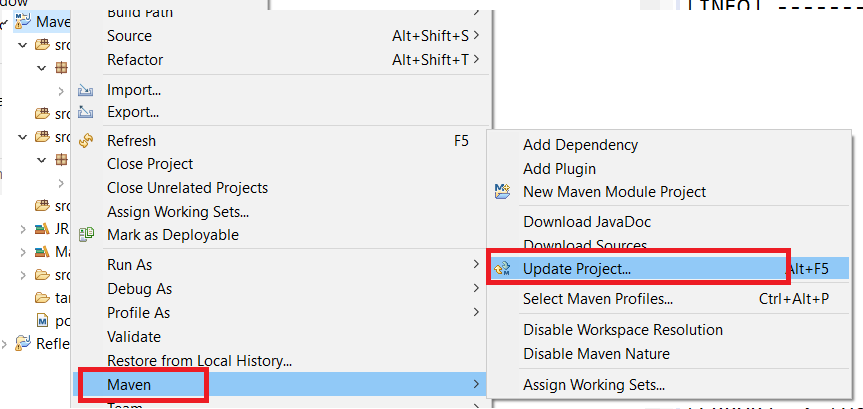 Maven
src
src
src
src
JR
Ma
src
tar
po
Refle
Build Path
Source Alt+Shift+S
Refactor Alt+Shift+T
Import...
Export...
Refresh F5
Close Project
Close Unrelated Projects
Assign Working Sets...
Mark as Deployable
Run As
Debug As
Profile As
Validate
Restore from Local History...
Maven
Team
Add Dependency
Add Plugin
New Maven Module Project
Download JavaDoc
Download Sources
Update Project... Alt+F5
Select Maven Profiles... Ctrl+Alt+P
Disable Workspace Resolution
Disable Maven Nature
Assign Working Sets...
[INFO] --------